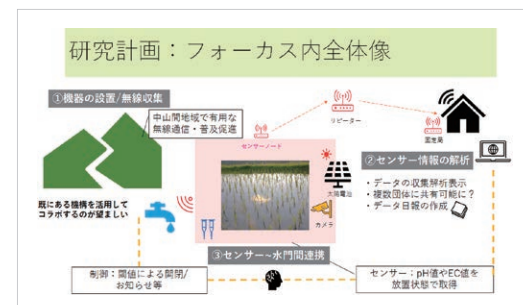 研究計画：フォーカス内全体像
①機器の設置/無線収集
中山間地域で有用な
無線通信・普及促進
リピーター
センサーノード
固定局
②センサー情報の解析
・データの収集解析表示
・複数団体に共有可能に？
・データ日報の作成
太陽電池
カメラ
既にある機構を活用して
コラボするのが望ましい
③センサー~水門間連携
制御：閾値による開閉/
お知らせ等
センサー：pH値やEC値を
放置状態で取得